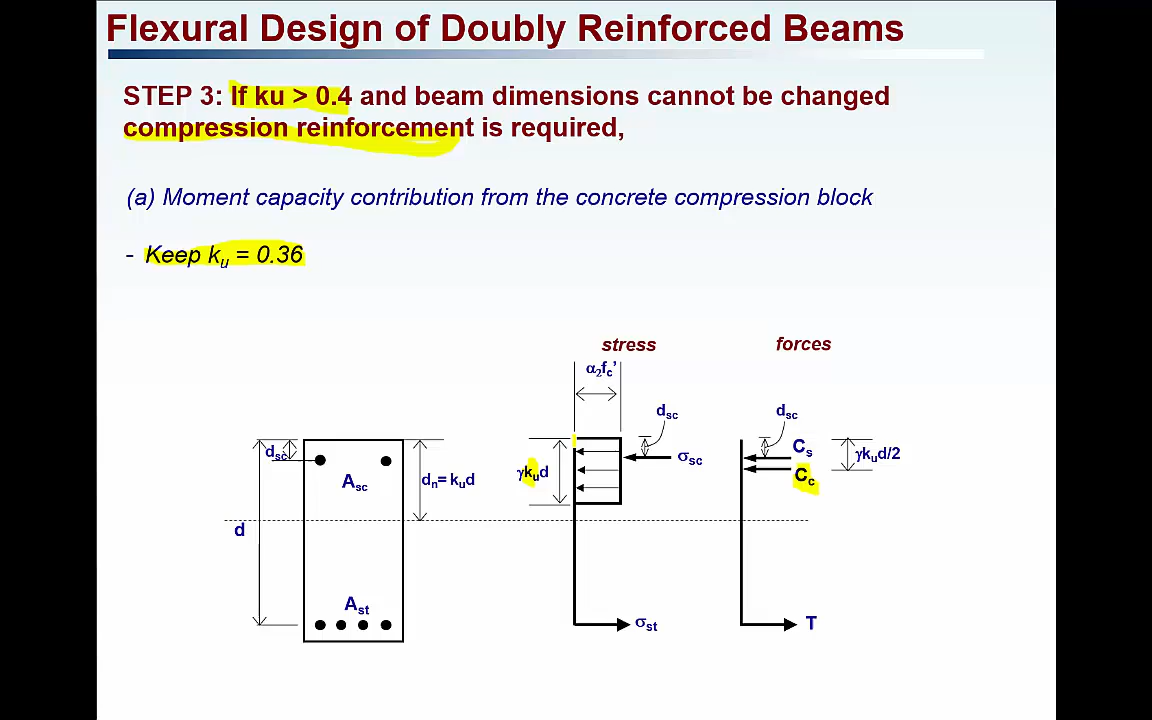 Flexural Design of Doubly Reinforced Beams
STEP 3: If ku > 0.4 and beam dimensions cannot be changed
compression reinforcement is required,
(a) Moment capacity contribution from the concrete compression block
- Keep ku = 0.36
stress
forces
α2fc'
dsc
dsc
dsc
Asc
dn= kud
γkud
σsc
Cs
Cc
γkud/2
d
Ast
σst
T